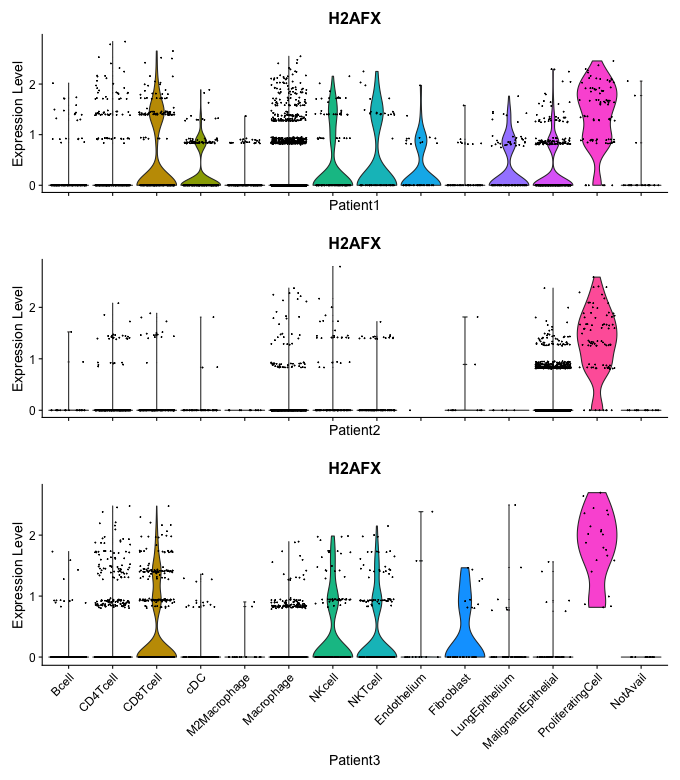 H2AFX
Expression Level
2
1
0
Patient1
H2AFX
Expression Level
2
1
0
Patient2
H2AFX
Expression Level
2
1
0
Bcell
CD4Tcell
CD8Tcell
cDC
M2Macrophage
Macrophage
NKcell
NKTcell
Endothelium
Fibroblast
LungEpithelium
MalignantEpithelial
ProliferatingCell
NotAvail
Patient3